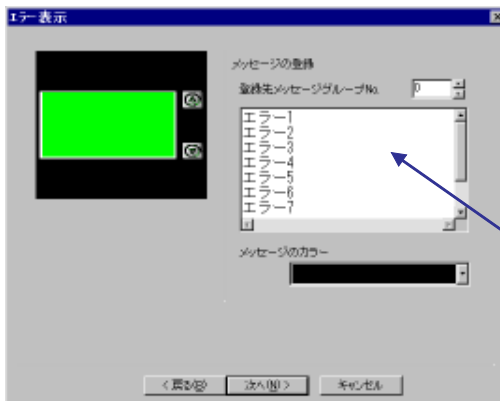 エラー表示
メッセージの登録
登録先メッセージグループNo. 0
エラー1
エラー2
エラー3
エラー4
エラー5
エラー6
エラー7
メッセージのカラー
< 戻る(B) 次へ(N) > キャンセル